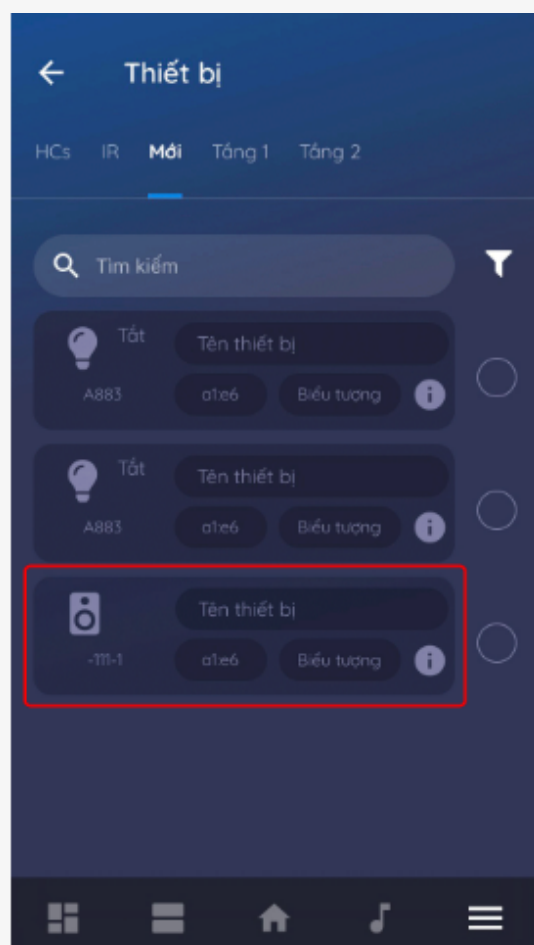 Thiết bị
HCs IR Mới Tầng 1 Tầng 2
Tìm kiếm
Tắt
Tên thiết bị
A883
a1:e6
Biểu tượng
Tắt
Tên thiết bị
A883
a1:e6
Biểu tượng
Tên thiết bị
-111-1
a1:e6
Biểu tượng